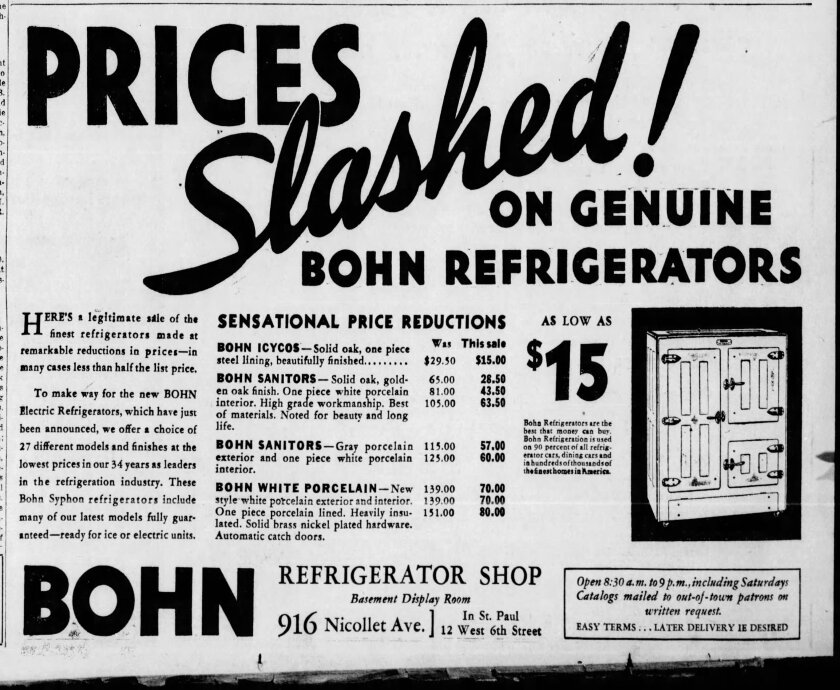 PRICES
Slashed!
ON GENUINE
BOHN REFRIGERATORS
HERE'S a legitimate sale of the
finest refrigerators made at
remarkable reductions in prices—in
many cases less than half the list price.
To make way for the new BOHN
Electric Refrigerators, which have just
been announced, we offer a choice of
27 different models and finishes at the
lowest prices in our 34 years as leaders
in the refrigeration industry. These
Bohn Syphon refrigerators include
many of our latest models fully guar-
anteed—ready for ice or electric units.
SENSATIONAL PRICE REDUCTIONS
Was This sale
BOHN ICYCOS—Solid oak, one piece
steel lining, beautifully finished......... $29.50 $15.00
BOHN SANITORS—Solid oak, gold- 65.00 28.50
en oak finish. One piece white porcelain 81.00 43.50
interior. High grade workmanship. Best 105.00 63.50
of materials. Noted for beauty and long
life.
BOHN SANITORS—Gray porcelain 115.00 57.00
exterior and one piece white porcelain 125.00 60.00
interior.
BOHN WHITE PORCELAIN—New 139.00 70.00
style white porcelain exterior and interior. 139.00 70.00
One piece porcelain lined. Heavily insu- 151.00 80.00
lated. Solid brass nickel plated hardware.
Automatic catch doors.
AS LOW AS
$15
Bohn Refrigerators are the
best that money can buy.
Bohn Refrigeration is used
on 90 percent of all refrig-
erator cars, dining cars and
in hundreds of thousands of
the finest homes in America.
BOHN
REFRIGERATOR SHOP
Basement Display Room
916 Nicollet Ave. ] In St. Paul
12 West 6th Street
Open 8:30 a.m. to 9 p.m., including Saturdays
Catalogs mailed to out-of-town patrons on
written request.
EASY TERMS... LATER DELIVERY IF DESIRED